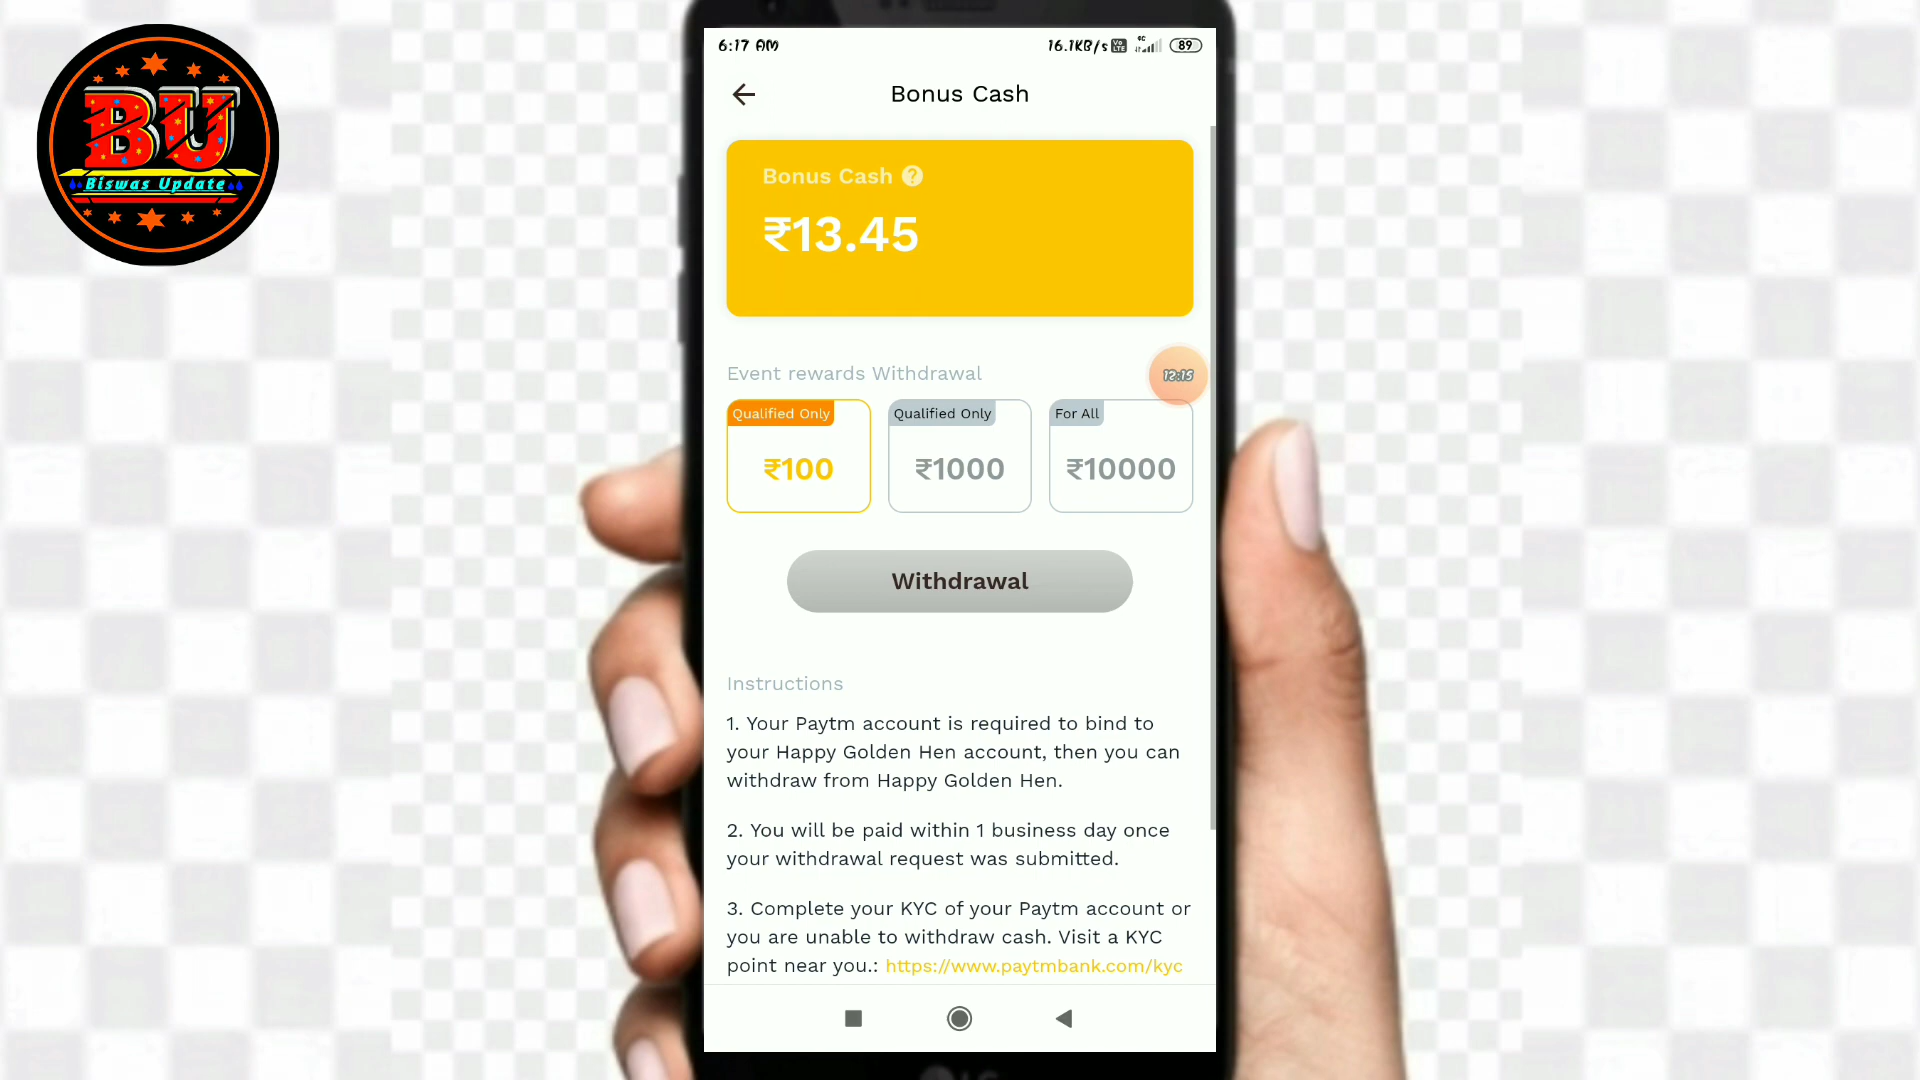 BU
Biswas Update
6:17 AM
16.1KB/s Vo LTE 4G 89
Bonus Cash
Bonus Cash ?
₹13.45
Event rewards Withdrawal
12:15
Qualified Only
₹100
Qualified Only
₹1000
For All
₹10000
Withdrawal
Instructions
1. Your Paytm account is required to bind to
your Happy Golden Hen account, then you can
withdraw from Happy Golden Hen.
2. You will be paid within 1 business day once
your withdrawal request was submitted.
3. Complete your KYC of your Paytm account or
you are unable to withdraw cash. Visit a KYC
point near you.: https://www.paytmbank.com/kyc
LG